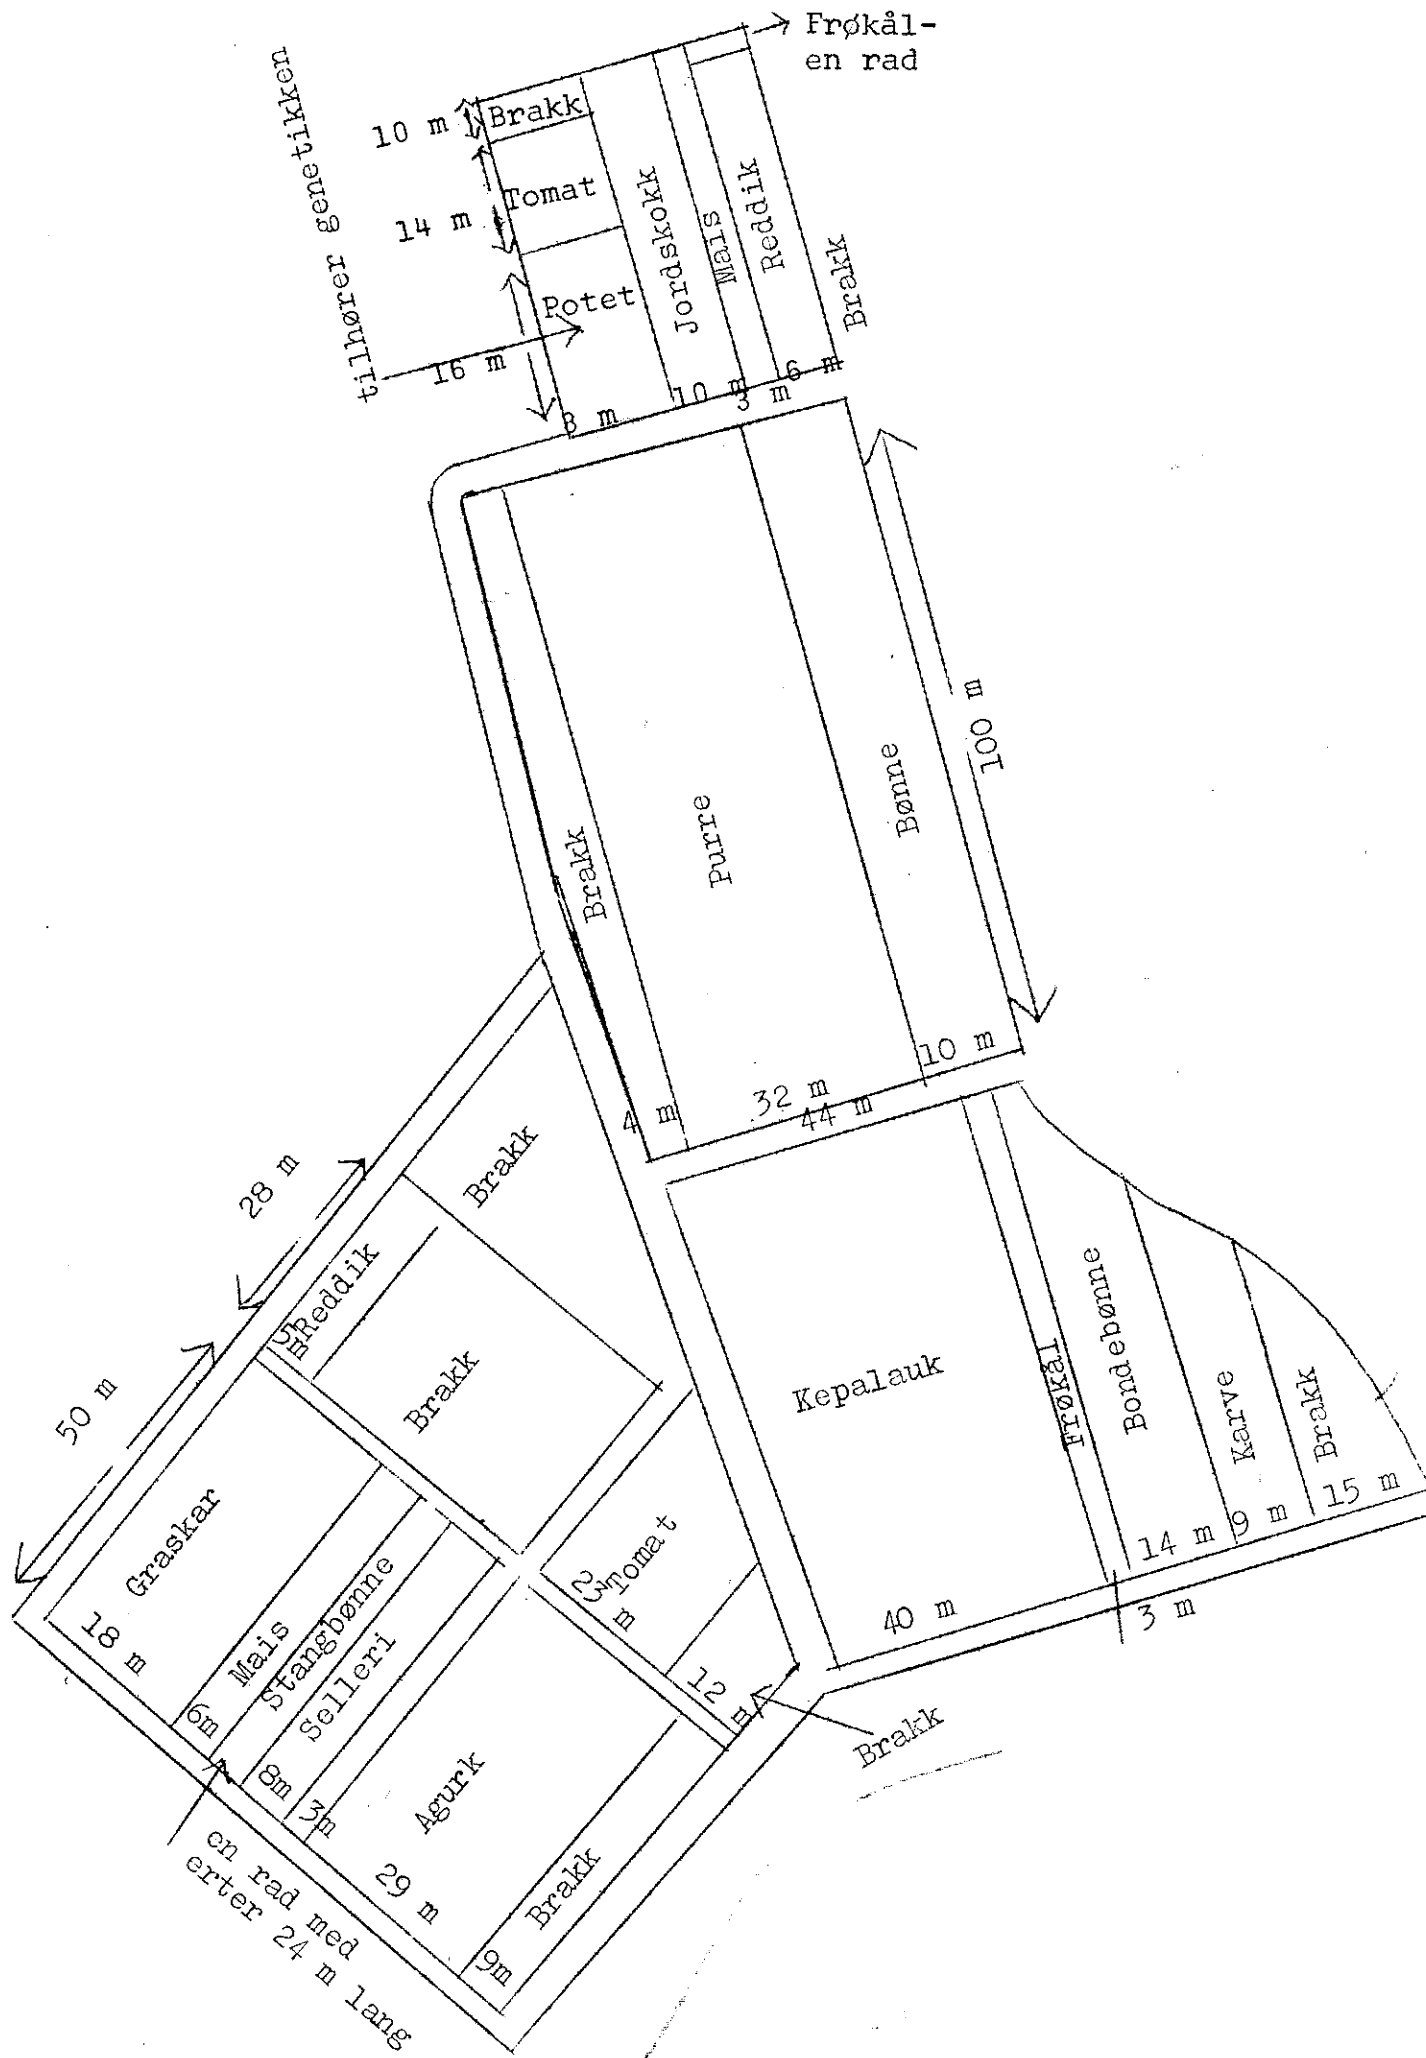 Frøkål-
en rad
tilhører genetikken
10 m
Brakk
14 m
Tomat
16 m
Potet
Jordskokk
Mais
Reddik
Brakk
8 m
10 m
3 m
6 m
Brakk
Purre
Bønne
100 m
4 m
32 m
10 m
44 m
28 m
Brakk
5 m
Reddik
Brakk
50 m
Graskar
Mais
Stangbønne
Selleri
Agurk
Brakk
18 m
6m
8m
3m
29 m
9m
en rad med
erter 24 m lang
Tomat
23 m
12 m
Brakk
Kepalauk
Frøkål
Bondebønne
Karve
Brakk
40 m
3 m
14 m
9 m
15 m